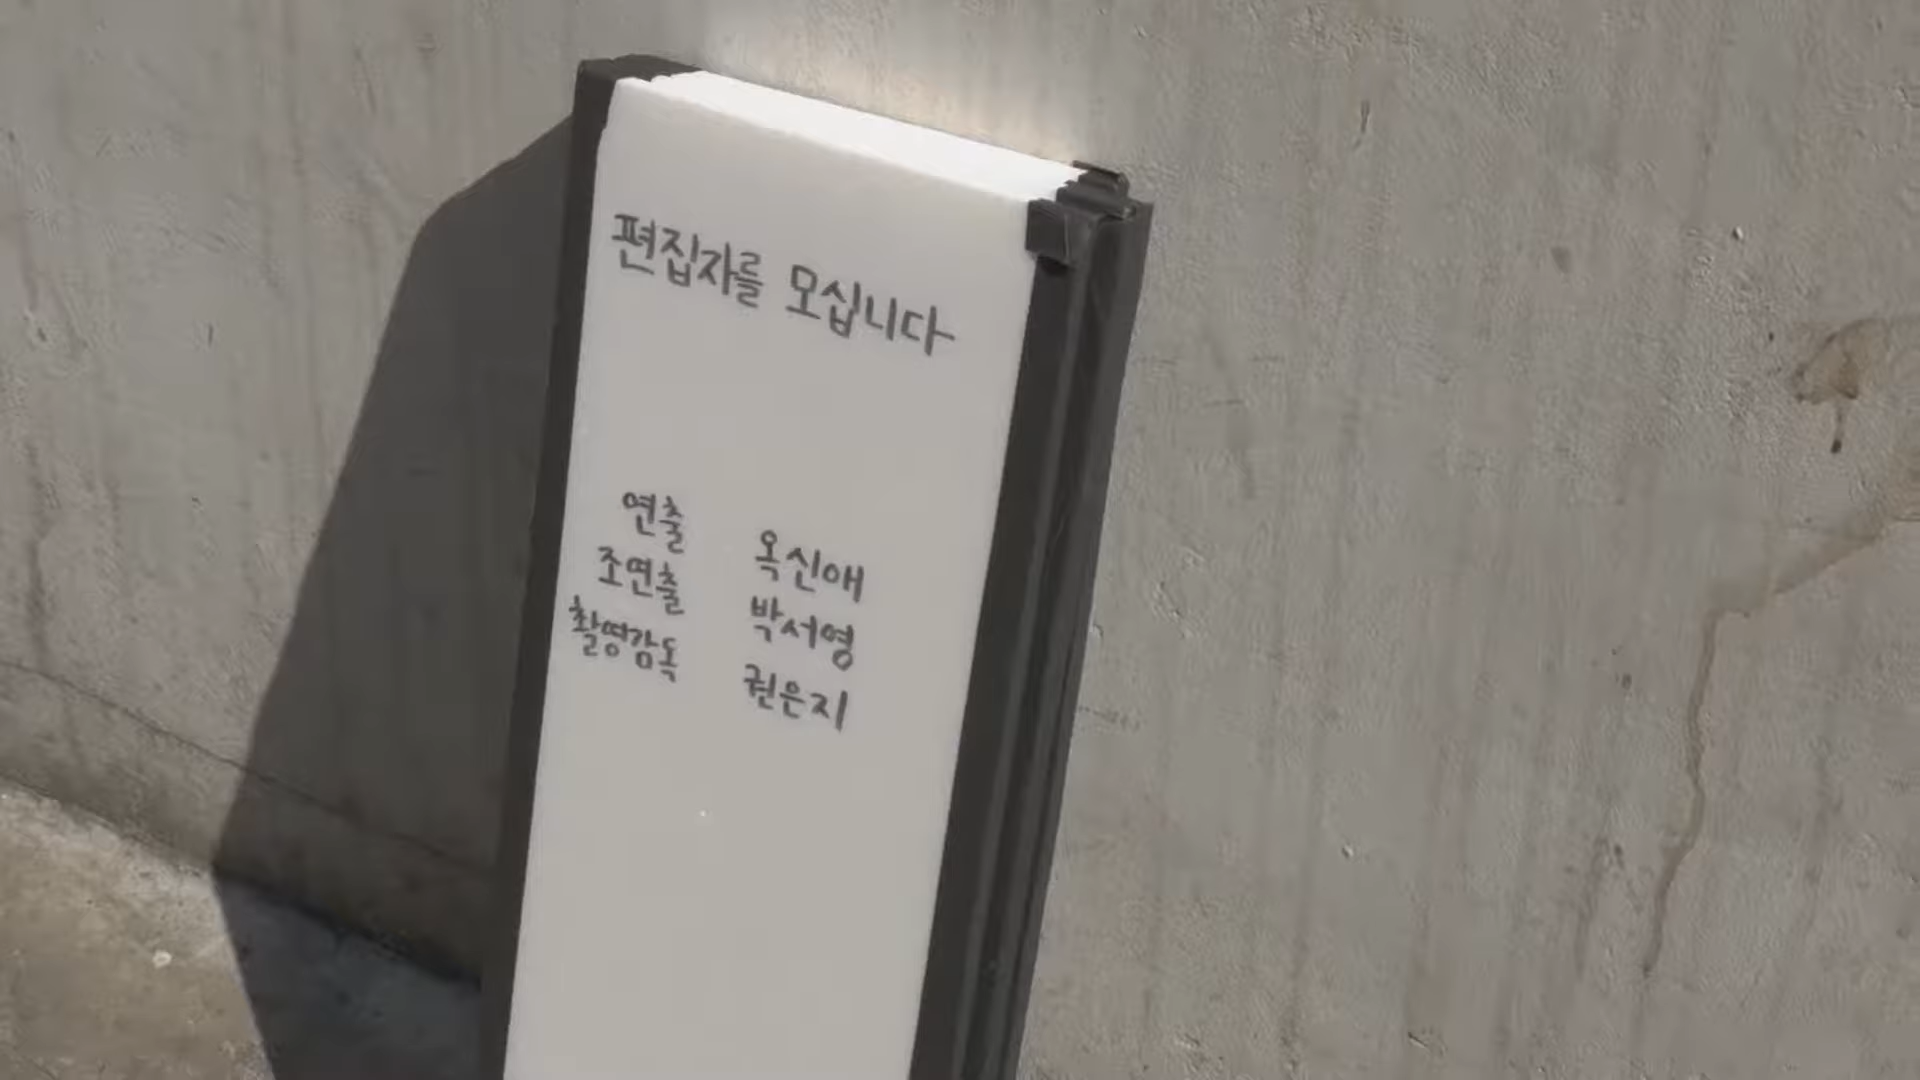 편집자를 모십니다
연출 옥신애
조연출 박서영
촬영감독 권은지